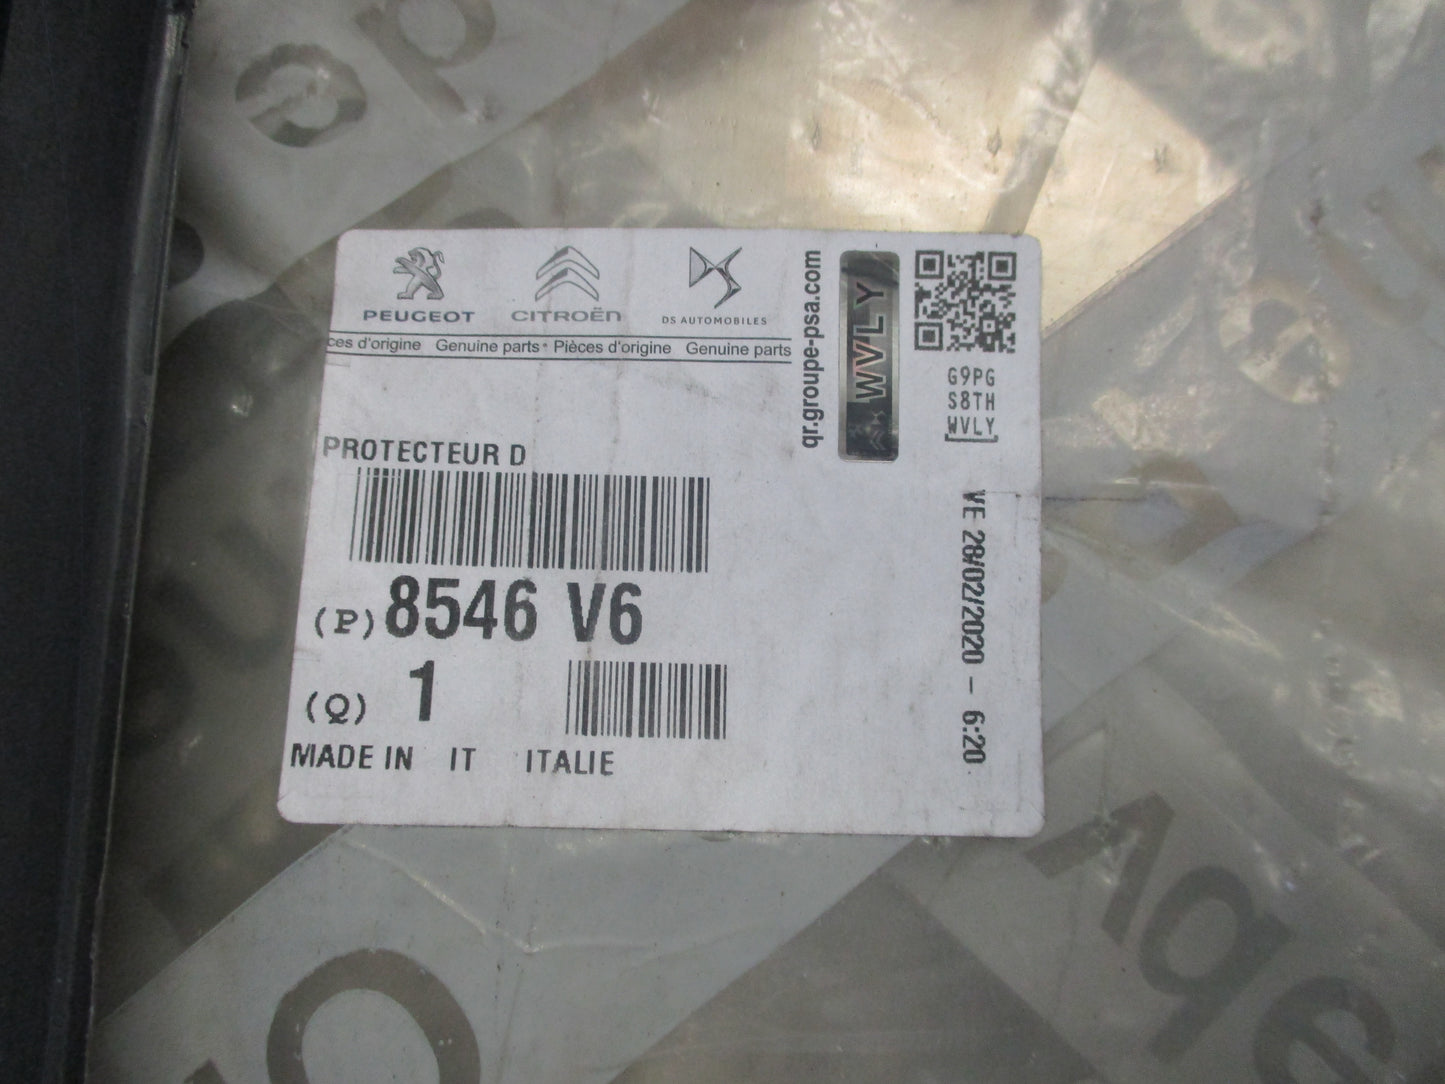 PEUGEOT CITROËN DS AUTOMOBILES
ces d'origine Genuine parts • Pièces d'origine Genuine parts
qr.groupe-psa.com
WVLY
G9PG
S8TH
WVLY
PROTECTEUR D
(P) 8546 V6
(Q) 1
MADE IN IT ITALIE
VE 28/02/2020 - 6:20